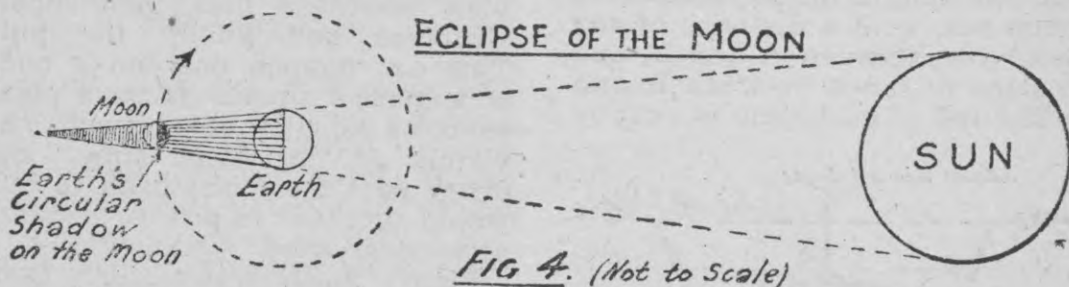 ECLIPSE OF THE MOON
Moon
SUN
Earth
Earth's
Circular
Shadow
on the Moon
FIG 4. (Not to Scale)